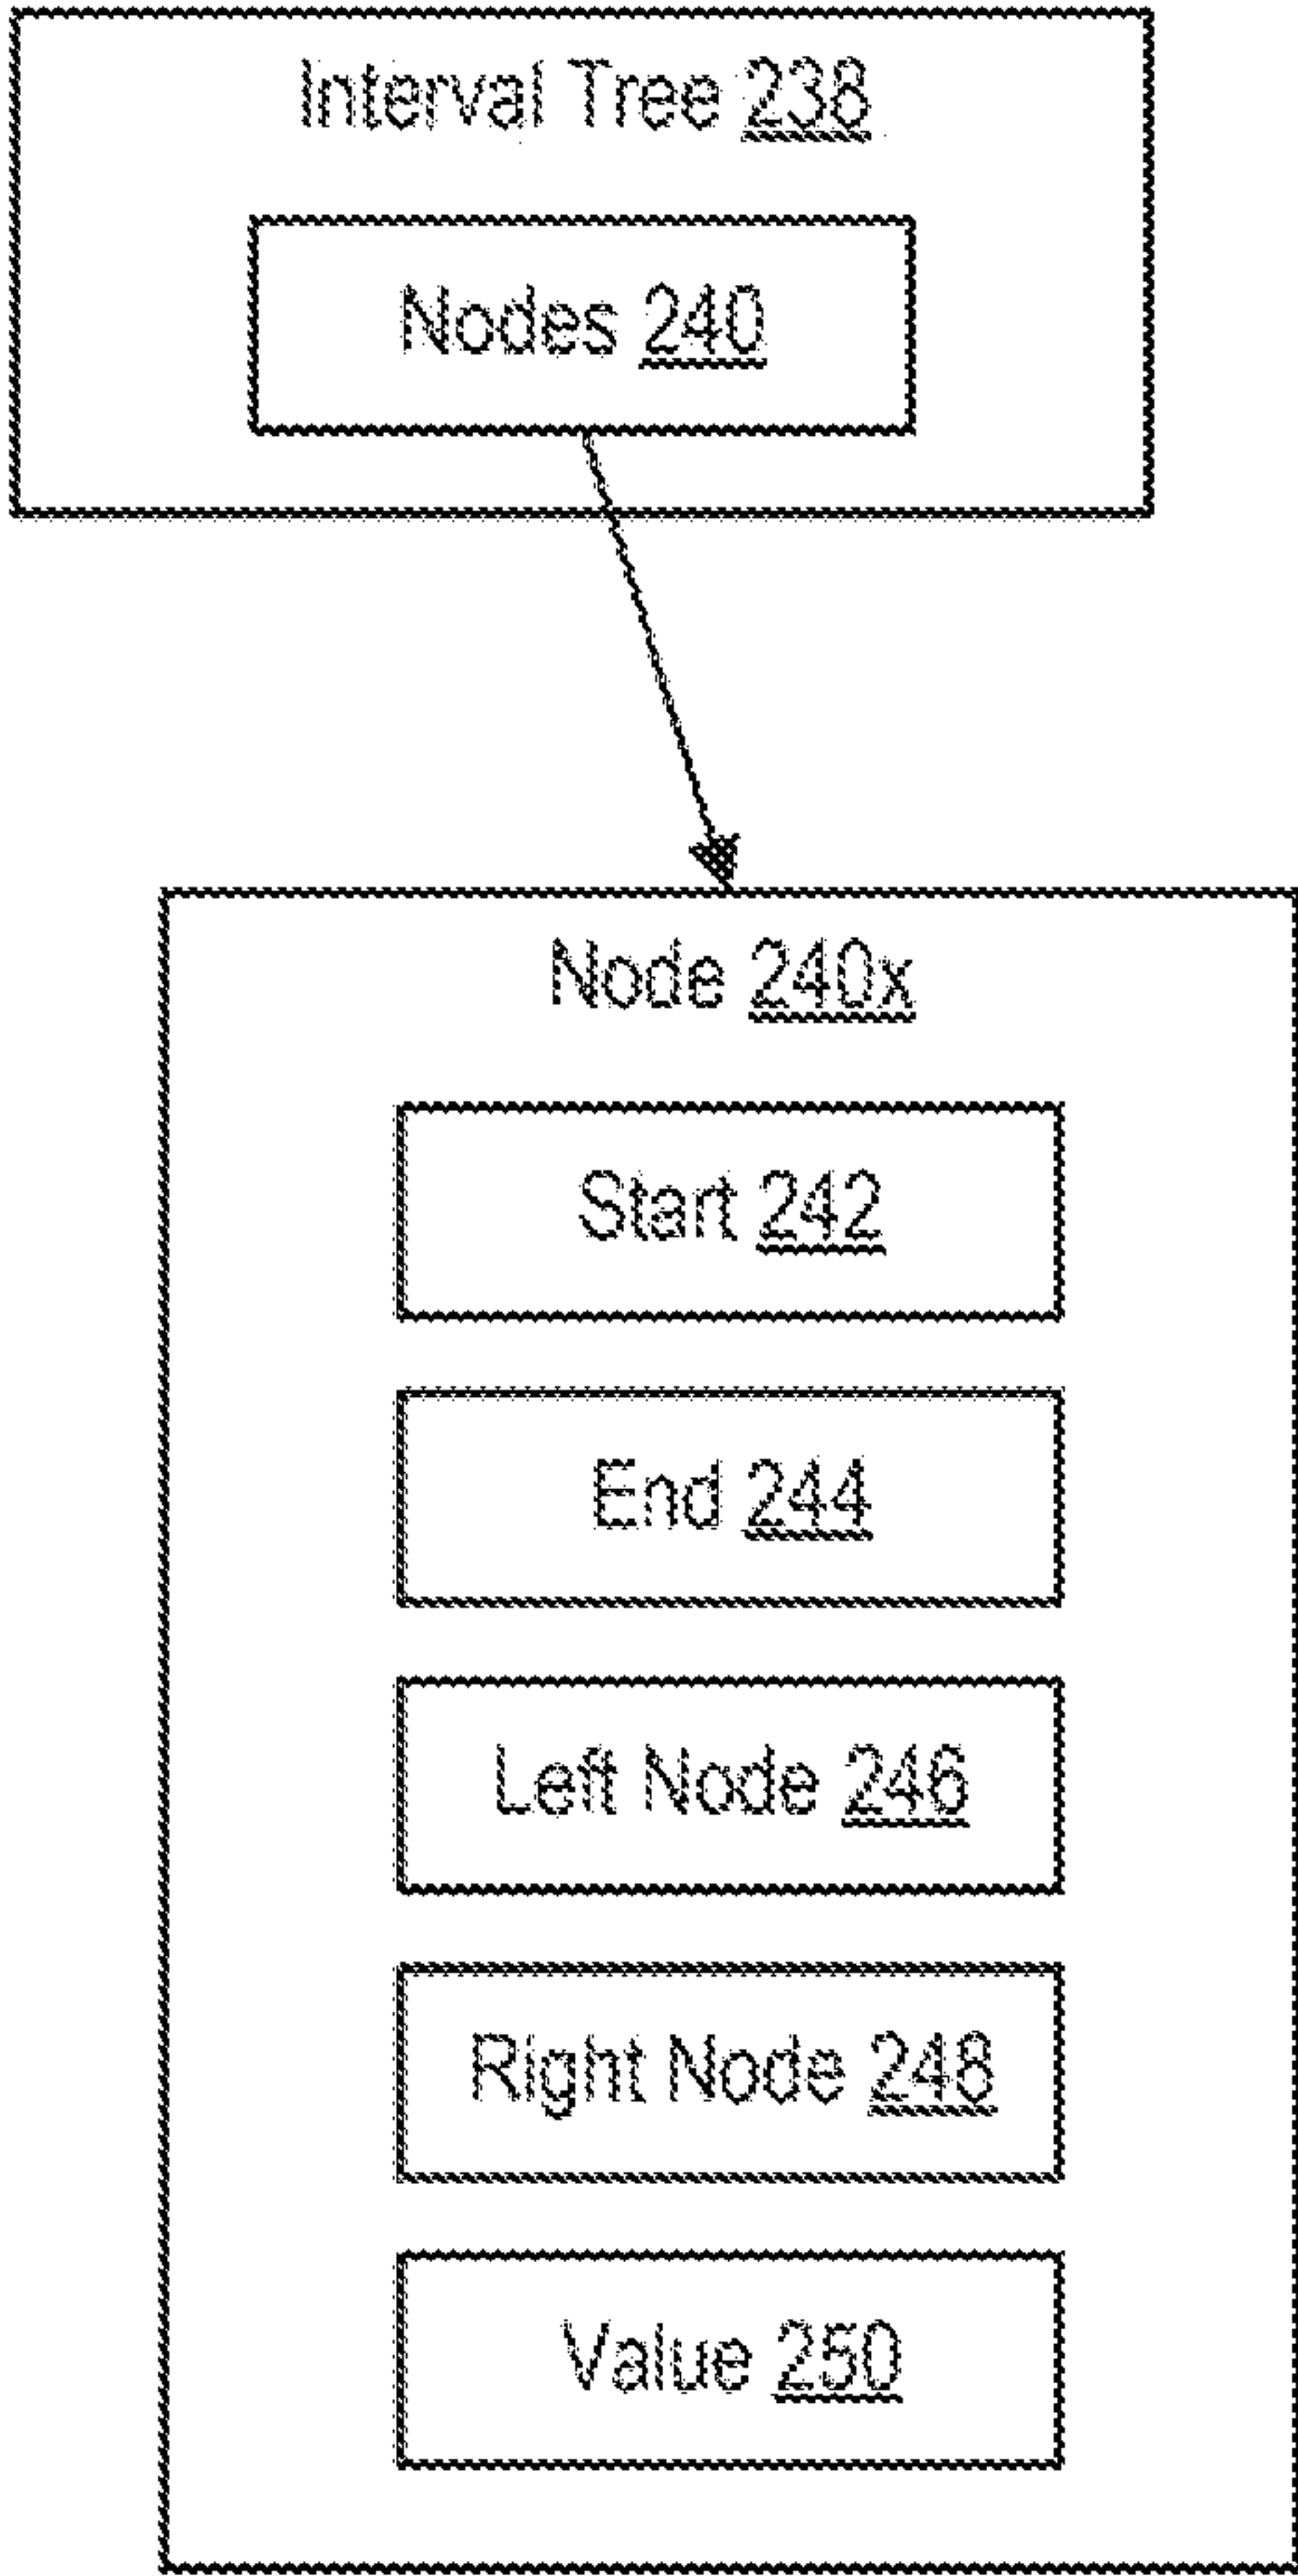 Interval Tree 238
Nodes 240
Node 240x
Start 242
End 244
Left Node 246
Right Node 248
Value 250